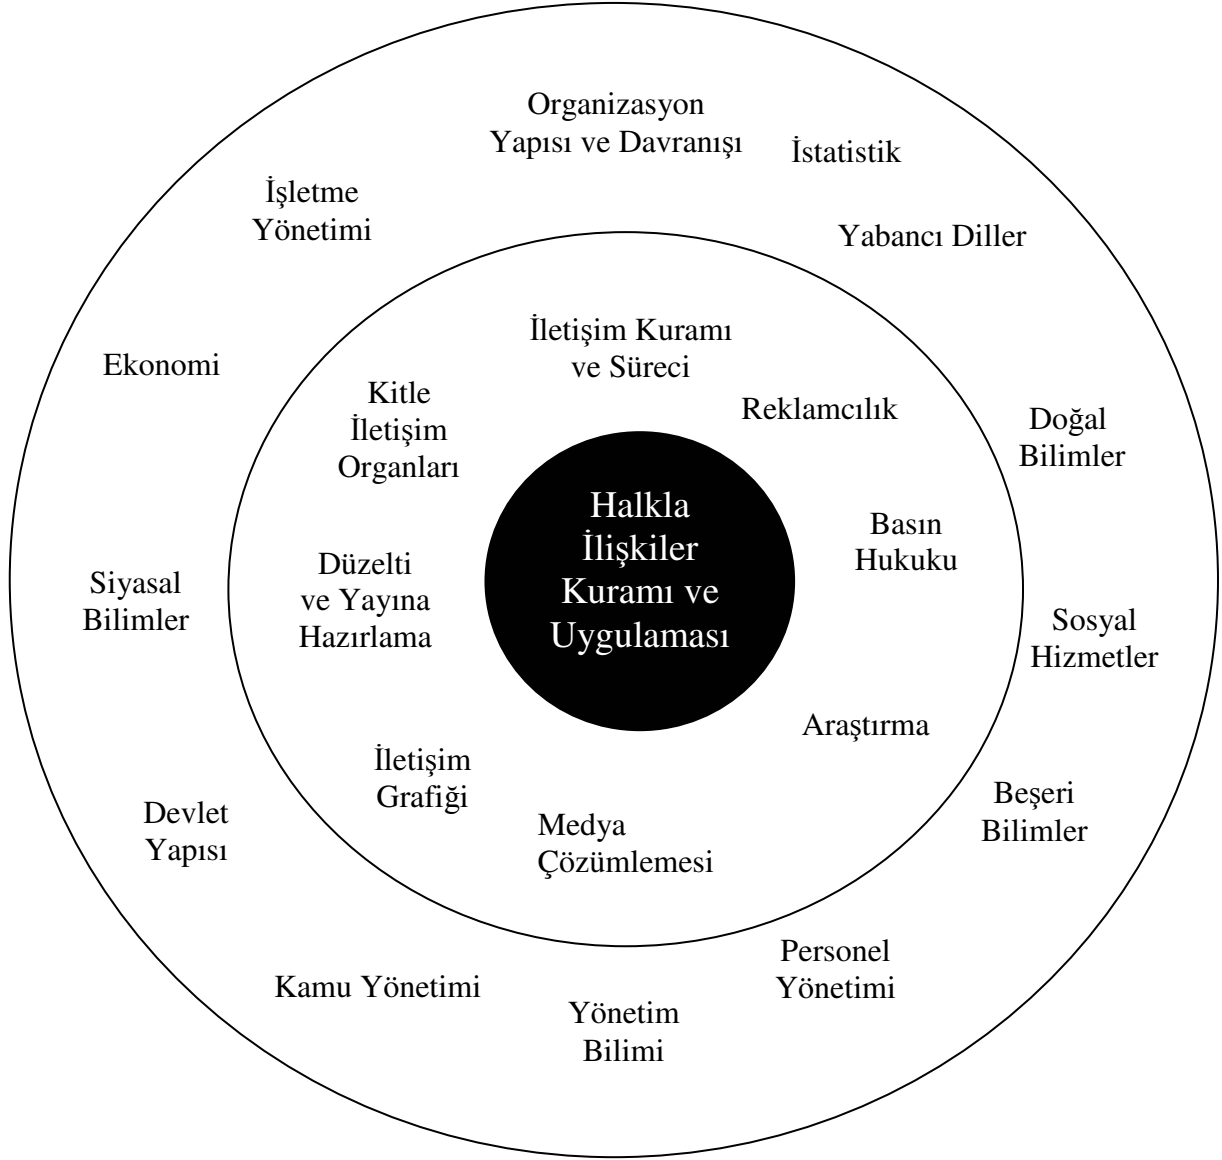 Organizasyon
Yapısı ve Davranışı
İstatistik
İşletme
Yönetimi
Yabancı Diller
İletişim Kuramı
ve Süreci
Ekonomi
Kitle
İletişim
Organları
Reklamcılık
Doğal
Bilimler
Halkla
İlişkiler
Kuramı ve
Uygulaması
Basın
Hukuku
Siyasal
Bilimler
Düzelti
ve Yayına
Hazırlama
Sosyal
Hizmetler
Araştırma
İletişim
Grafiği
Beşeri
Bilimler
Devlet
Yapısı
Medya
Çözümlemesi
Personel
Yönetimi
Kamu Yönetimi
Yönetim
Bilimi